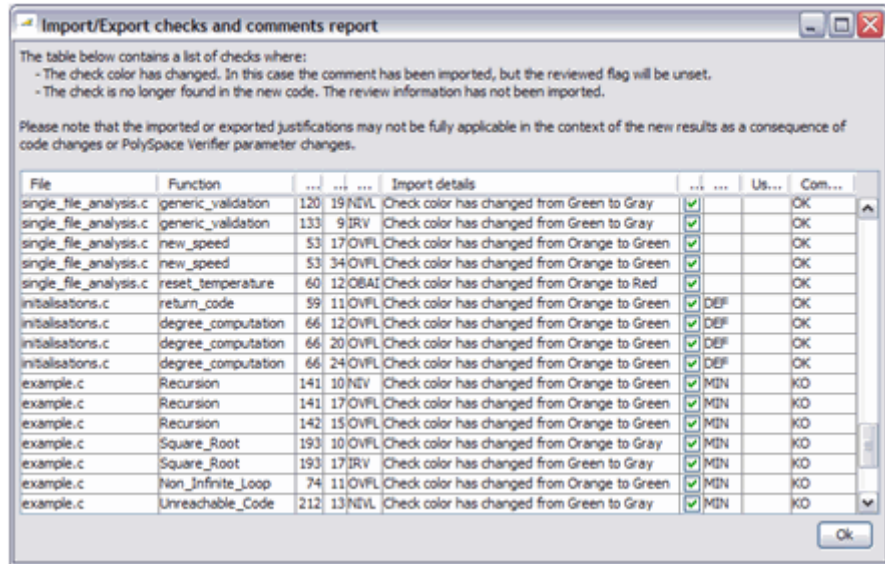 Import/Export checks and comments report
The table below contains a list of checks where:
- The check color has changed. In this case the comment has been imported, but the reviewed flag will be unset.
- The check is no longer found in the new code. The review information has not been imported.
Please note that the imported or exported justifications may not be fully applicable in the context of the new results as a consequence of
code changes or PolySpace Verifier parameter changes.
File Function ... ... ... Import details ... ... Us... Com...
single_file_analysis.c generic_validation 120 19 NIVL Check color has changed from Green to Gray OK
single_file_analysis.c generic_validation 133 9 IRV Check color has changed from Green to Gray OK
single_file_analysis.c new_speed 53 17 OVFL Check color has changed from Orange to Green OK
single_file_analysis.c new_speed 53 34 OVFL Check color has changed from Orange to Green OK
single_file_analysis.c reset_temperature 60 12 OBAI Check color has changed from Orange to Red OK
initialisations.c return_code 59 11 OVFL Check color has changed from Orange to Green DEF OK
initialisations.c degree_computation 66 12 OVFL Check color has changed from Orange to Green DEF OK
initialisations.c degree_computation 66 20 OVFL Check color has changed from Orange to Green DEF OK
initialisations.c degree_computation 66 24 OVFL Check color has changed from Orange to Green DEF OK
example.c Recursion 141 10 NIV Check color has changed from Orange to Green MIN KO
example.c Recursion 141 17 OVFL Check color has changed from Orange to Green MIN KO
example.c Recursion 142 15 OVFL Check color has changed from Orange to Green MIN KO
example.c Square_Root 193 10 OVFL Check color has changed from Orange to Gray MIN KO
example.c Square_Root 193 17 IRV Check color has changed from Green to Gray MIN KO
example.c Non_Infinite_Loop 74 11 OVFL Check color has changed from Orange to Green MIN KO
example.c Unreachable_Code 212 13 NIVL Check color has changed from Green to Gray MIN KO
Ok